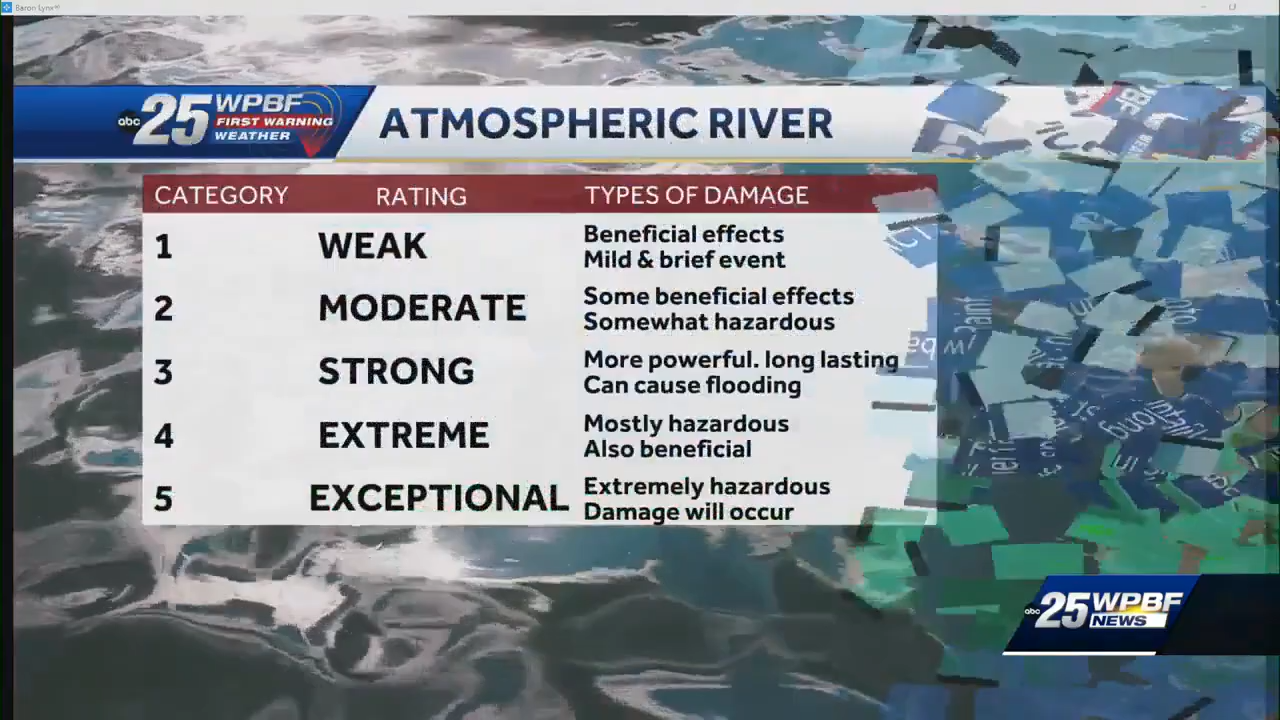 Baron Lynx™
abc 25 WPBF
FIRST WARNING
WEATHER
ATMOSPHERIC RIVER
CATEGORY RATING TYPES OF DAMAGE
1 WEAK Beneficial effects
Mild & brief event
2 MODERATE Some beneficial effects
Somewhat hazardous
3 STRONG More powerful. long lasting
Can cause flooding
4 EXTREME Mostly hazardous
Also beneficial
5 EXCEPTIONAL Extremely hazardous
Damage will occur
abc 25 WPBF
NEWS